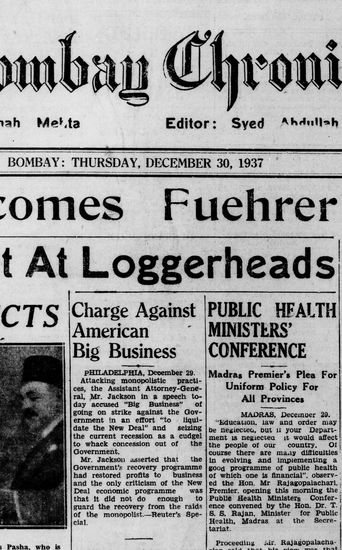 ombay Chroni
nah Mehta Editor: Syed Abdullah
BOMBAY: THURSDAY, DECEMBER 30, 1937
comes Fuehrer
t At Loggerheads
CTS
Charge Against
American
Big Business
PHILADELPHIA, December 29.
Attacking monopolistic practi-
ces, the Assistant Attorney-Gene-
ral, Mr. Jackson in a speech to-
day accused "Big Business" of
going on strike against the Gov-
ernment in an effort "to liqui-
date the New Deal" and seizing
the current recession as a cudgel
to whack concession out of the
Government.
Mr. Jackson asserted that the
Government's recovery programme
had restored profits to business
and the only criticism of the New
Deal economic programme was
that it did not do enough to
guard the recovery from the raids
of the monopolist.—Reuter's Spe-
cial.
PUBLIC HEALTH
MINISTERS'
CONFERENCE
Madras Premier's Plea For
Uniform Policy For
All Provinces
MADRAS, December 29.
"Education, law and order may
be neglected, but if your Depart-
ment is neglected it would affect
the people of our country. Of
course there are many difficulties
in evolving and implementing a
good programme of public health
of which one is financial", observ-
ed the Hon. Mr Rajagopalachari,
Premier, opening this morning the
Public Health Ministers' Confer-
ence convened by the Hon. Dr. T.
S. S. Rajan, Minister for Public
Health, Madras at the Secre-
tariat.
Proceeding Mr. Rajagopalacha-
Pasha, who is